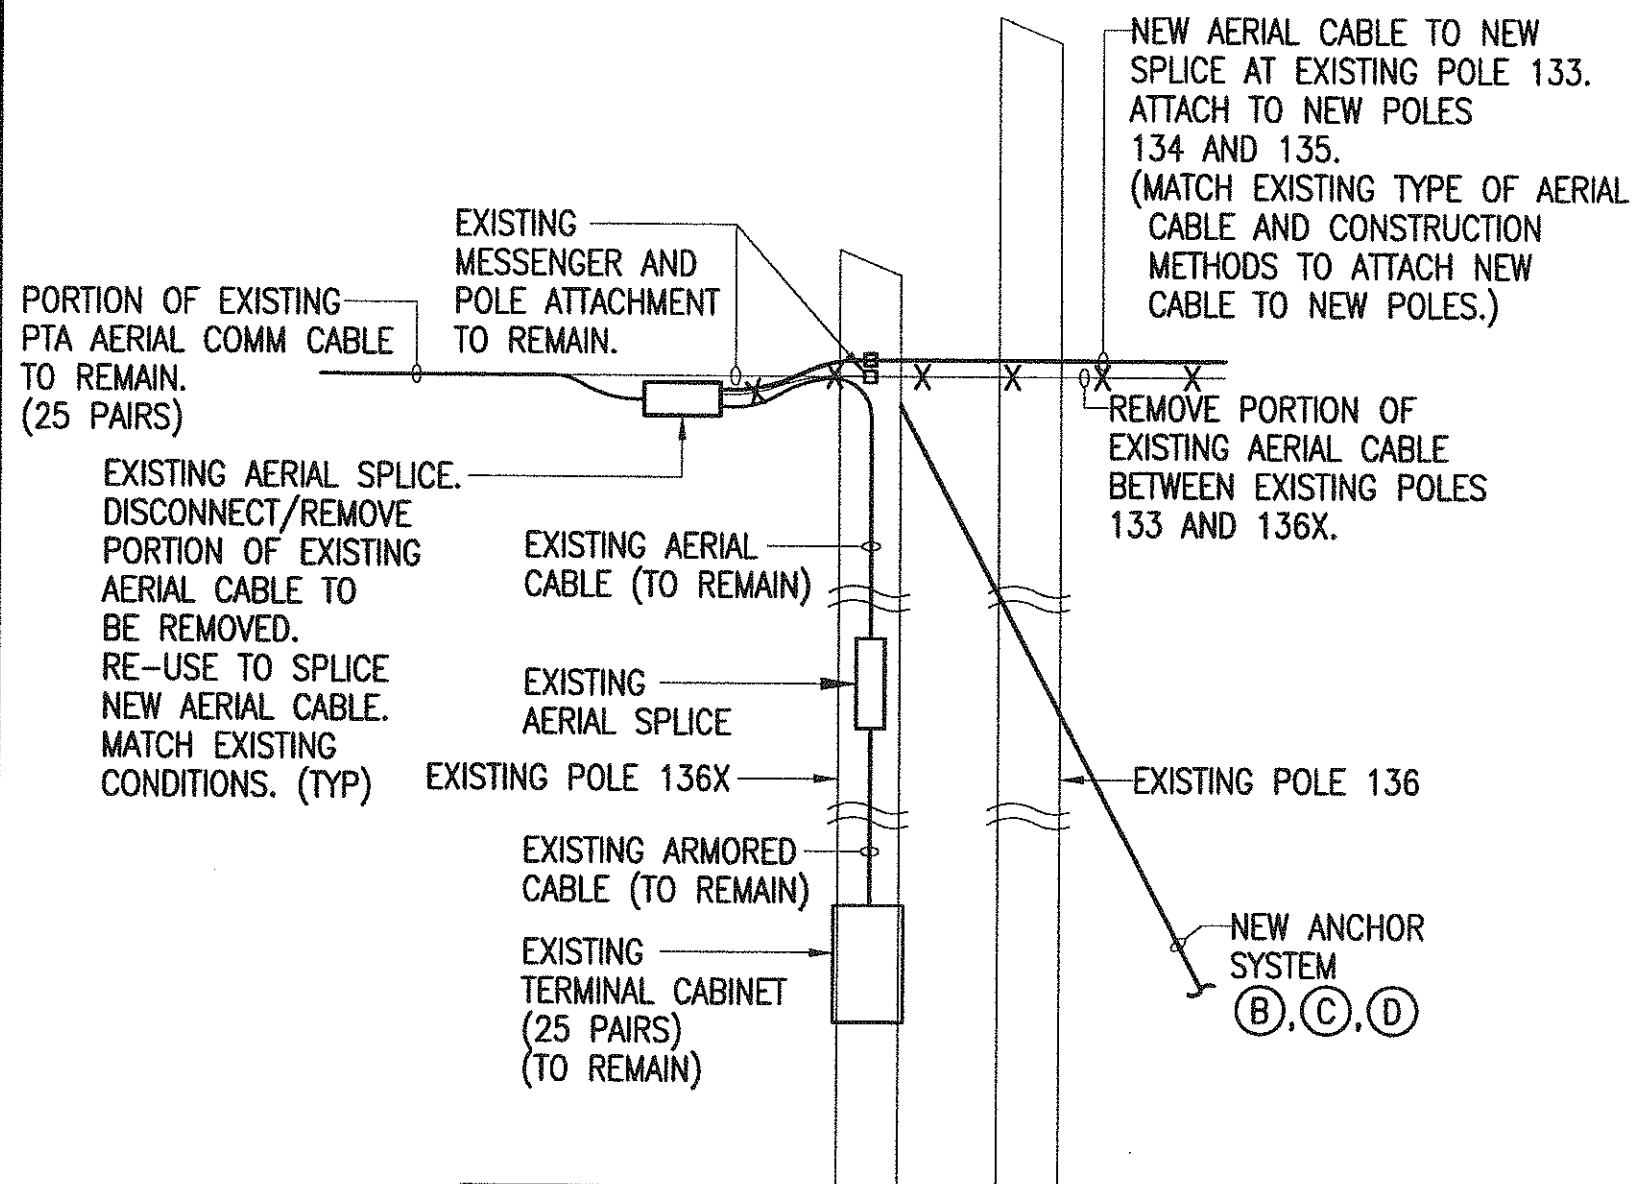 NEW AERIAL CABLE TO NEW
SPLICE AT EXISTING POLE 133.
ATTACH TO NEW POLES
134 AND 135.
(MATCH EXISTING TYPE OF AERIAL
CABLE AND CONSTRUCTION
METHODS TO ATTACH NEW
CABLE TO NEW POLES.)
EXISTING
MESSENGER AND
POLE ATTACHMENT
TO REMAIN.
PORTION OF EXISTING
PTA AERIAL COMM CABLE
TO REMAIN.
(25 PAIRS)
X X X X X X
REMOVE PORTION OF
EXISTING AERIAL CABLE
BETWEEN EXISTING POLES
133 AND 136X.
EXISTING AERIAL SPLICE.
DISCONNECT/REMOVE
PORTION OF EXISTING
AERIAL CABLE TO
BE REMOVED.
RE-USE TO SPLICE
NEW AERIAL CABLE.
MATCH EXISTING
CONDITIONS. (TYP)
EXISTING AERIAL
CABLE (TO REMAIN)
EXISTING
AERIAL SPLICE
EXISTING POLE 136X
EXISTING POLE 136
EXISTING ARMORED
CABLE (TO REMAIN)
EXISTING
TERMINAL CABINET
(25 PAIRS)
(TO REMAIN)
NEW ANCHOR
SYSTEM
B, C, D